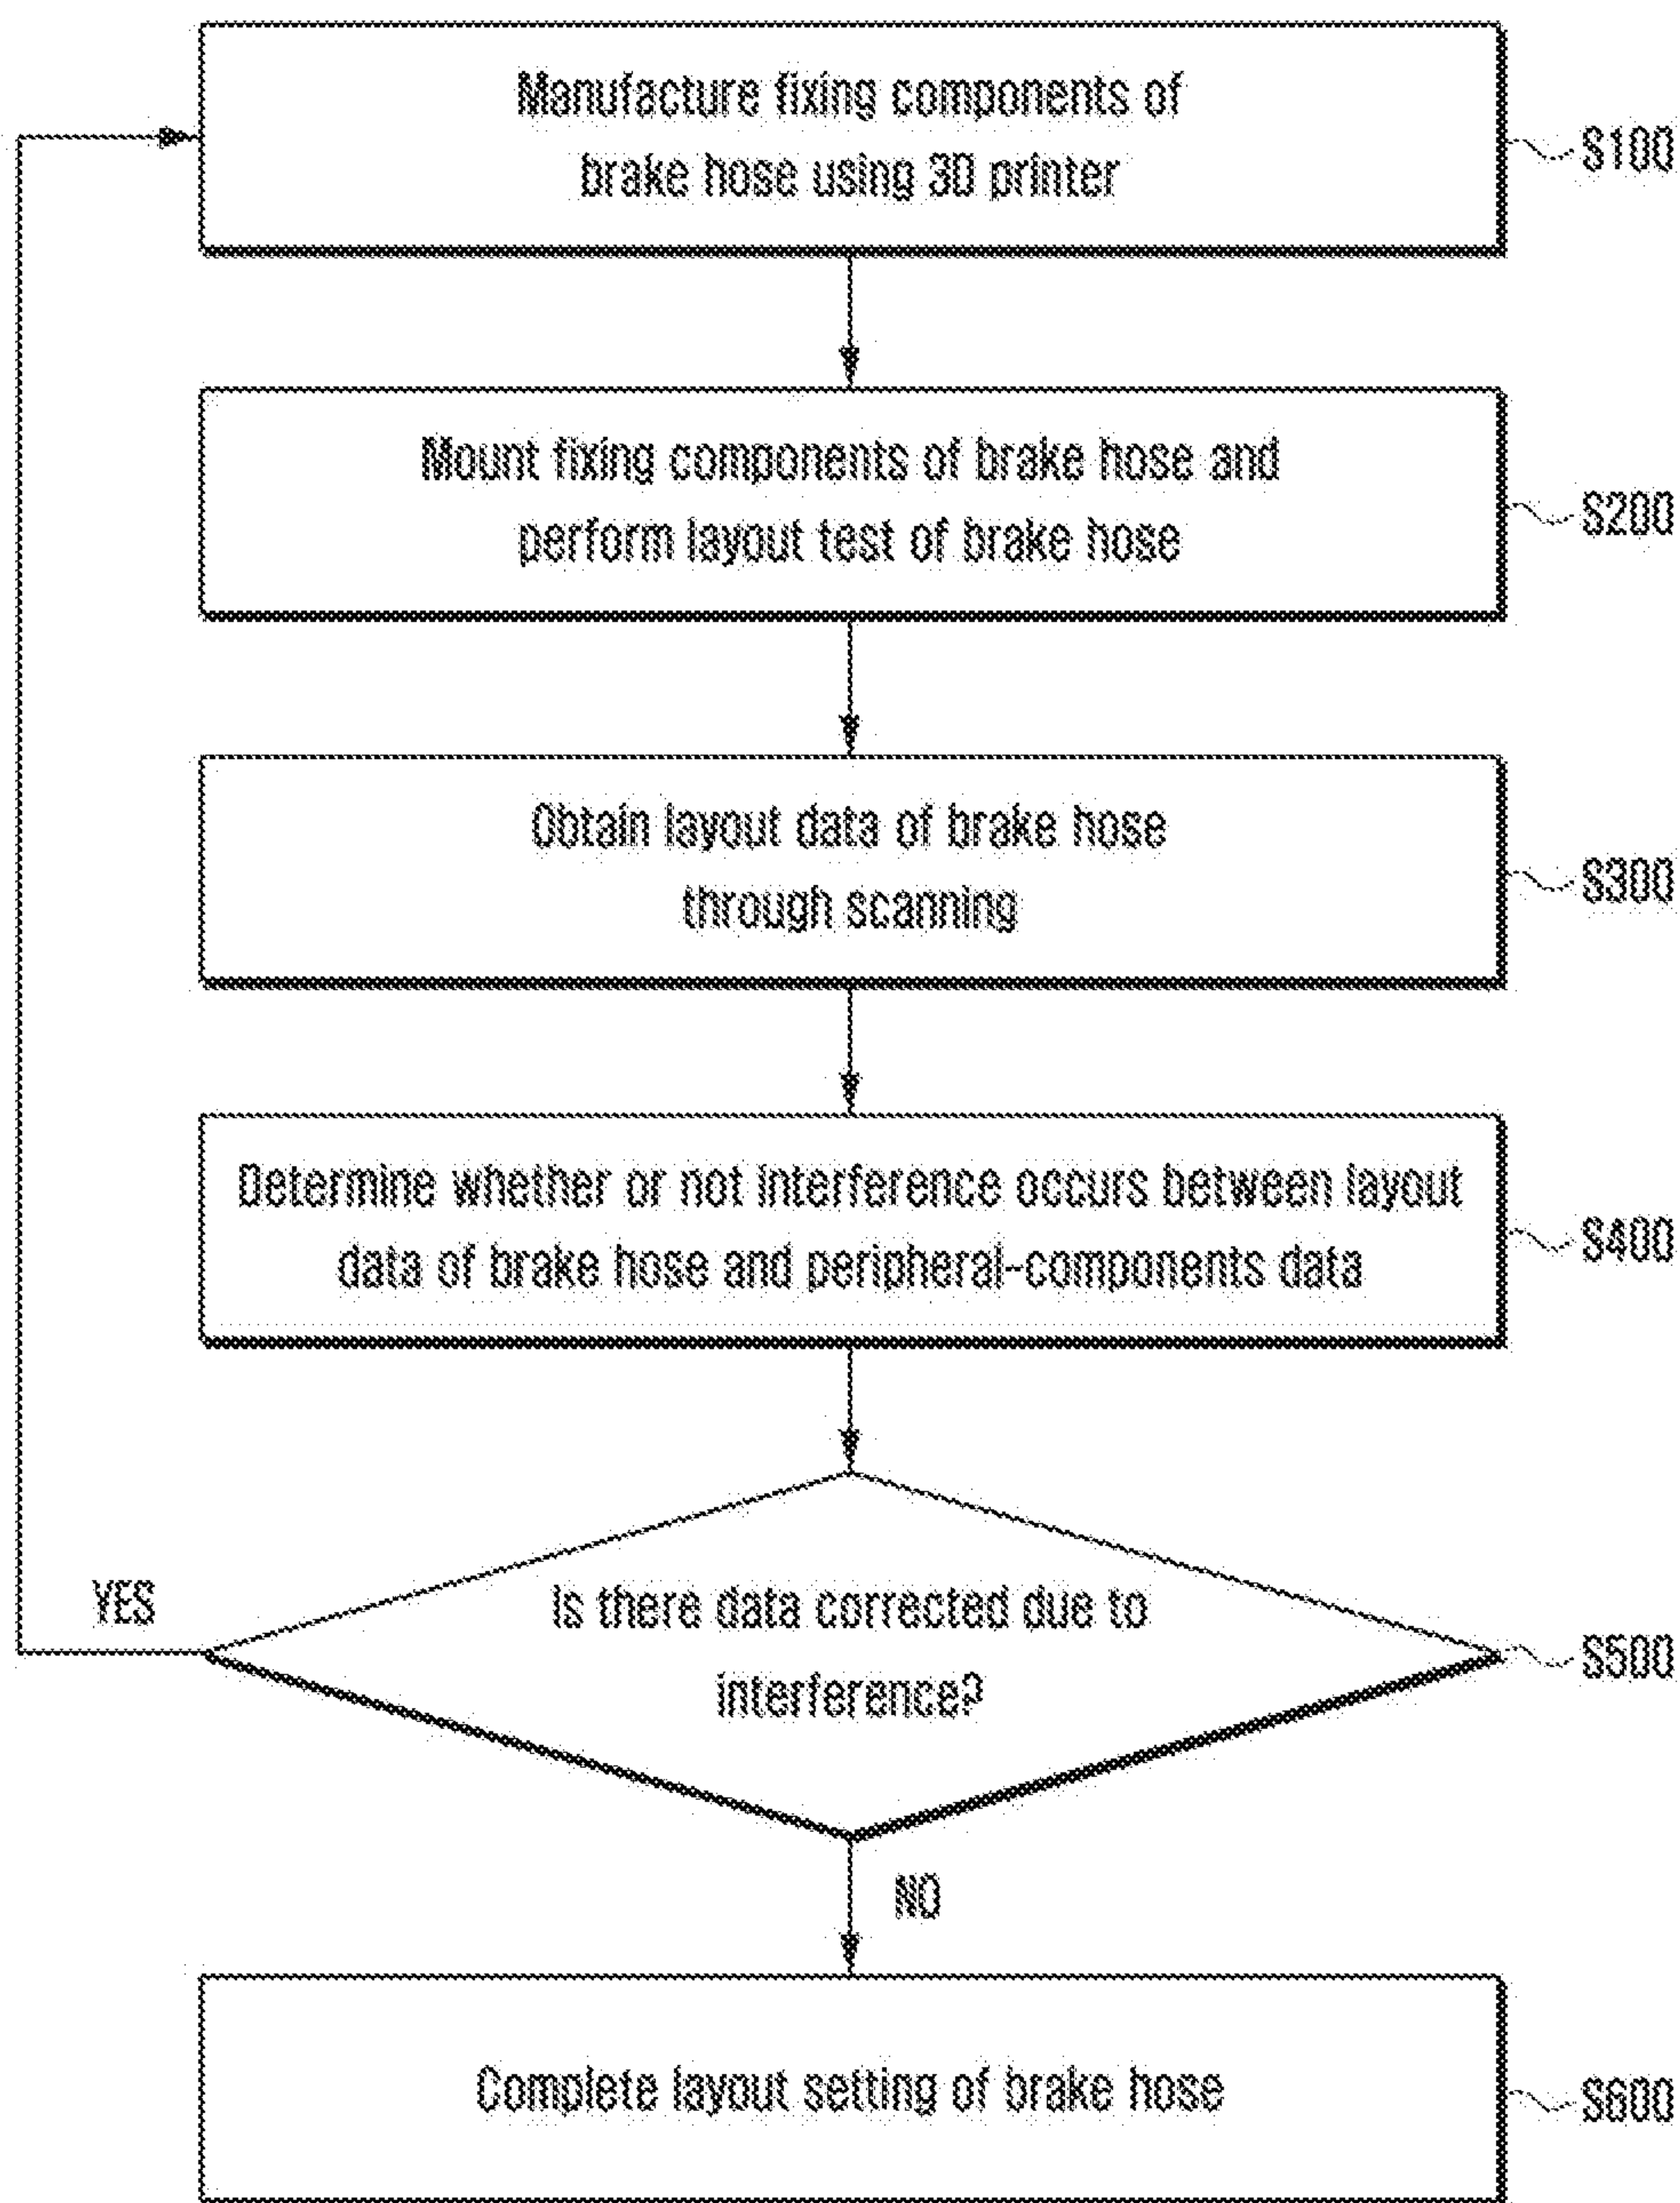 Manufacture fixing components of
brake hose using 3D printer
S100
Mount fixing components of brake hose and
perform layout test of brake hose
S200
Obtain layout data of brake hose
through scanning
S300
Determine whether or not interference occurs between layout
data of brake hose and peripheral-components data
S400
YES
Is there data corrected due to
interference?
S500
NO
Complete layout setting of brake hose
S600